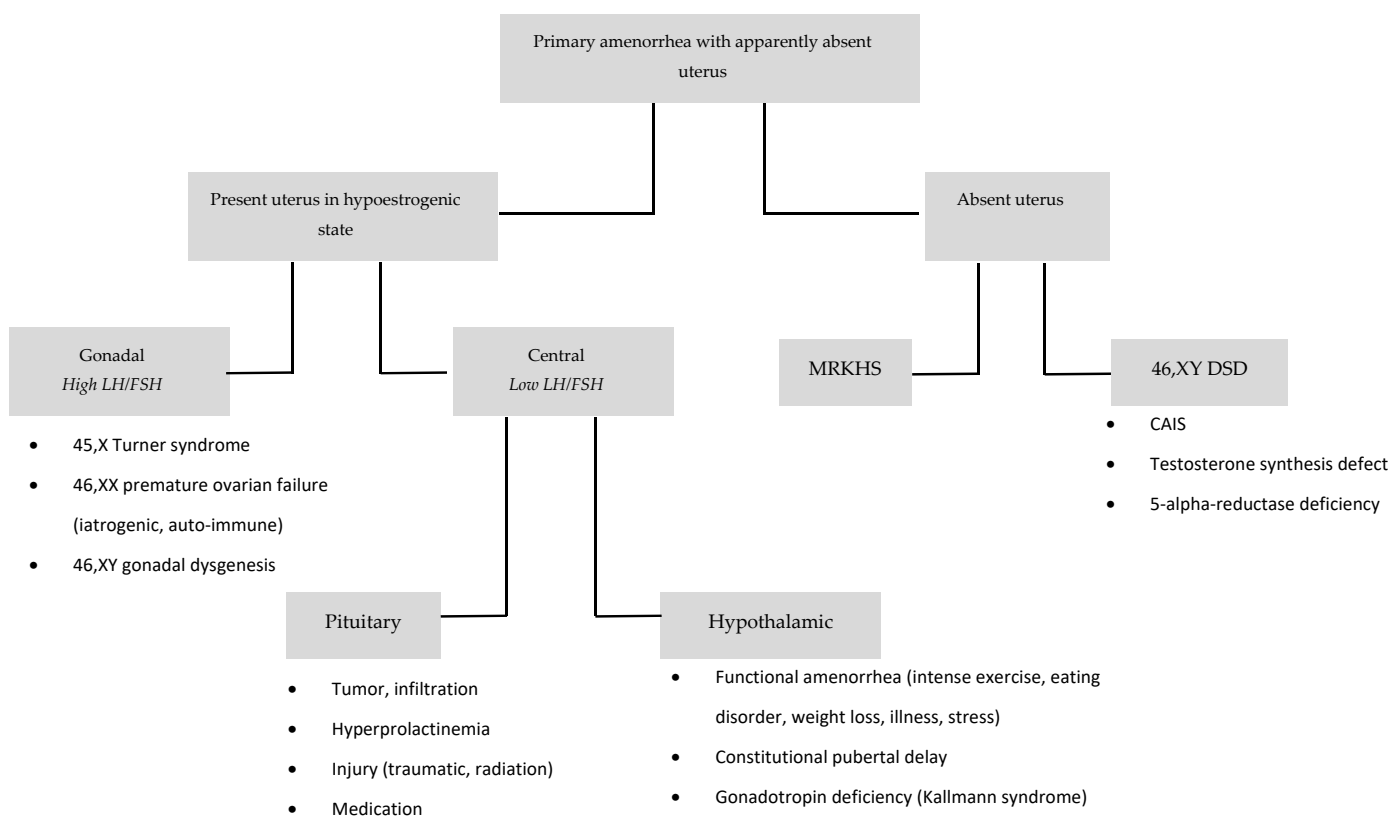 Primary amenorrhea with apparently absent
uterus
Present uterus in hypoestrogenic
state
Absent uterus
Gonadal
High LH/FSH
Central
Low LH/FSH
MRKHS
46,XY DSD
• 45,X Turner syndrome
• 46,XX premature ovarian failure
(iatrogenic, auto-immune)
• 46,XY gonadal dysgenesis
• CAIS
• Testosterone synthesis defect
• 5-alpha-reductase deficiency
Pituitary
• Tumor, infiltration
• Hyperprolactinemia
• Injury (traumatic, radiation)
• Medication
Hypothalamic
• Functional amenorrhea (intense exercise, eating
disorder, weight loss, illness, stress)
• Constitutional pubertal delay
• Gonadotropin deficiency (Kallmann syndrome)